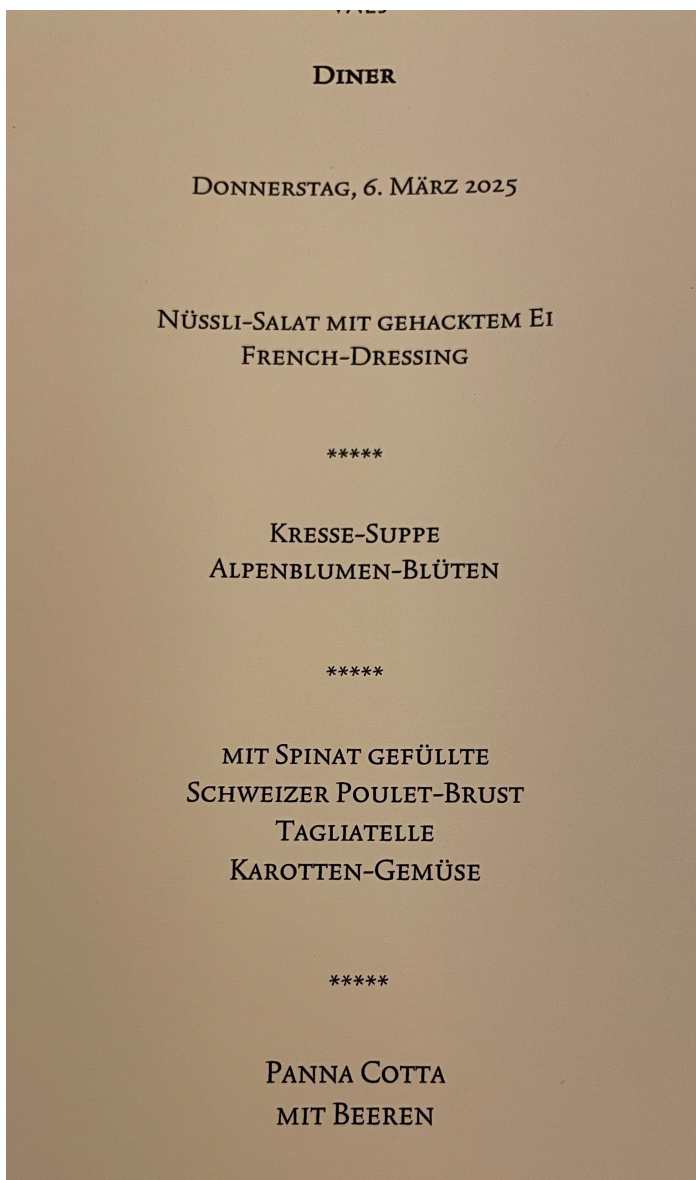 Diner
Donnerstag, 6. März 2025
Nüssli-Salat mit gehacktem Ei
French-Dressing
*****
Kresse-Suppe
Alpenblumen-Blüten
*****
mit Spinat gefüllte
Schweizer Poulet-Brust
Tagliatelle
Karotten-Gemüse
*****
Panna Cotta
mit Beeren